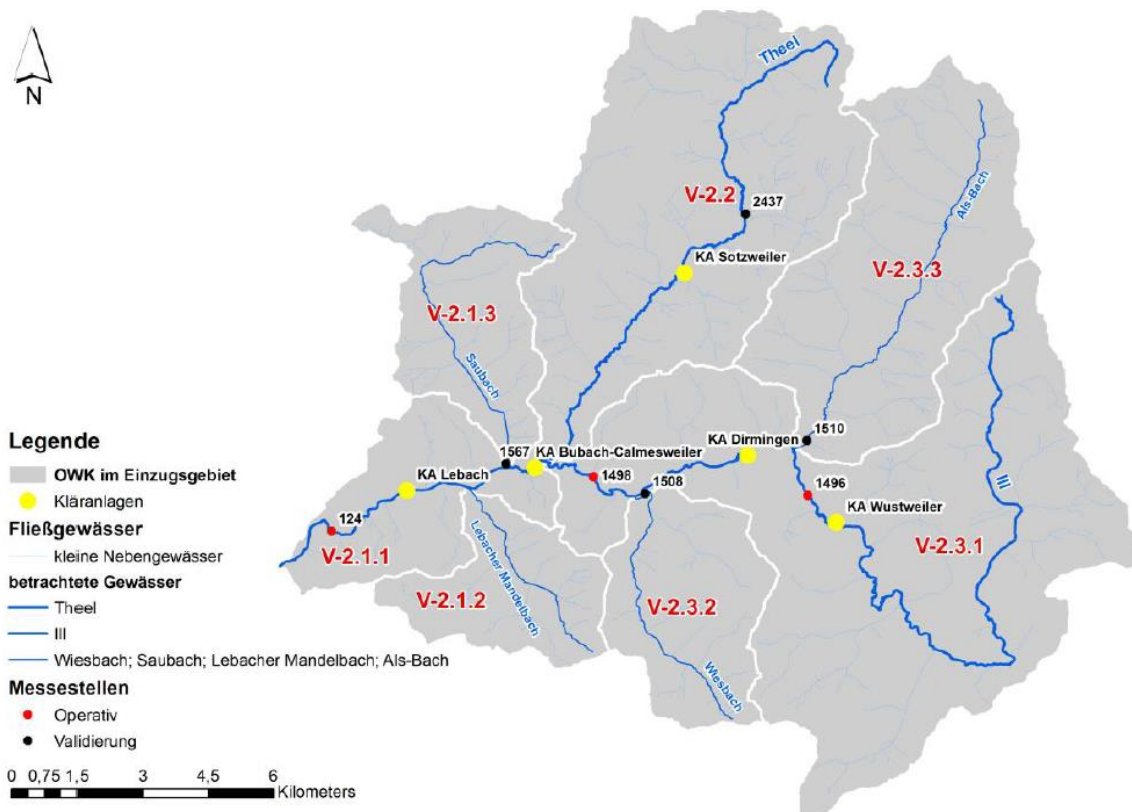 N
Theel
V-2.2
2437
Als-Bach
KA Sotzweiler
V-2.3.3
V-2.1.3
Saubach
1510
KA Dirmingen
1567
KA Bubach-Calmesweiler
KA Lebach
1498
1508
1496
KA Wustweiler
Ill
124
V-2.1.1
Lebacher Mandelbach
V-2.3.1
V-2.1.2
V-2.3.2
Wiesbach
Legende
OWK im Einzugsgebiet
Kläranlagen
Fließgewässer
kleine Nebengewässer
betrachtete Gewässer
Theel
Ill
Wiesbach; Saubach; Lebacher Mandelbach; Als-Bach
Messestellen
Operativ
Validierung
0 0,75 1,5 3 4,5 6
Kilometers